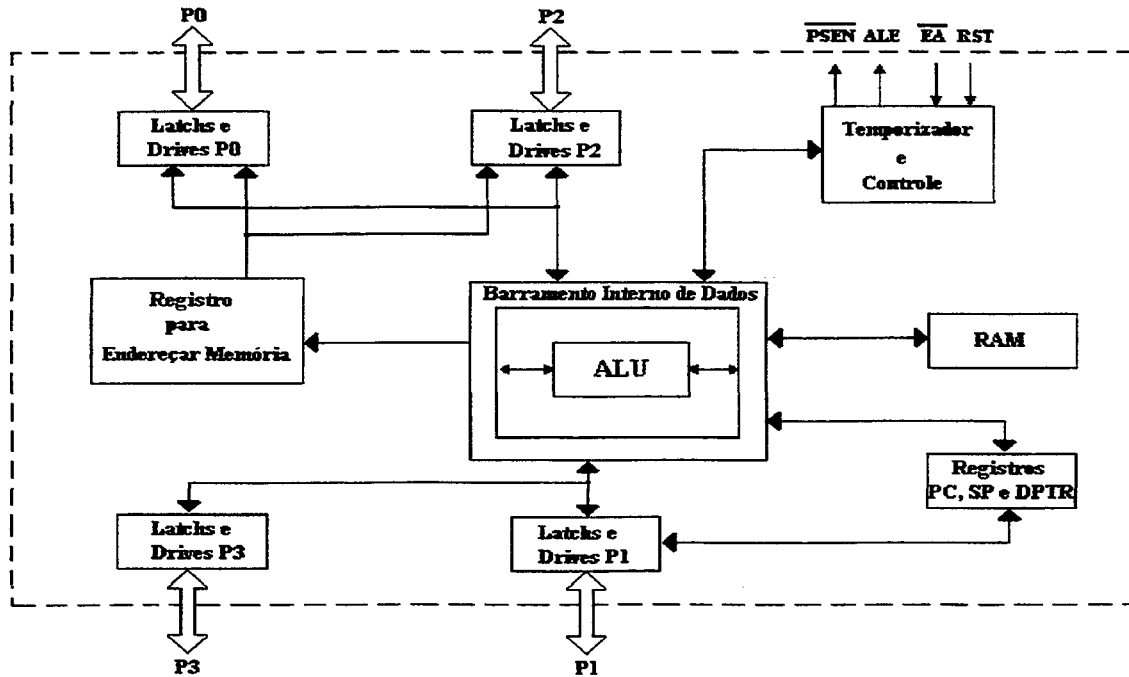 P0
P2
PSEN ALE EA RST
Latchs e
Drives P0
Latchs e
Drives P2
Temporizador
e
Controle
Registro
para
Endereçar Memória
Barramento Interno de Dados
ALU
RAM
Registros
PC, SP e DPTR
Latchs e
Drives P3
Latchs e
Drives P1
P3
P1